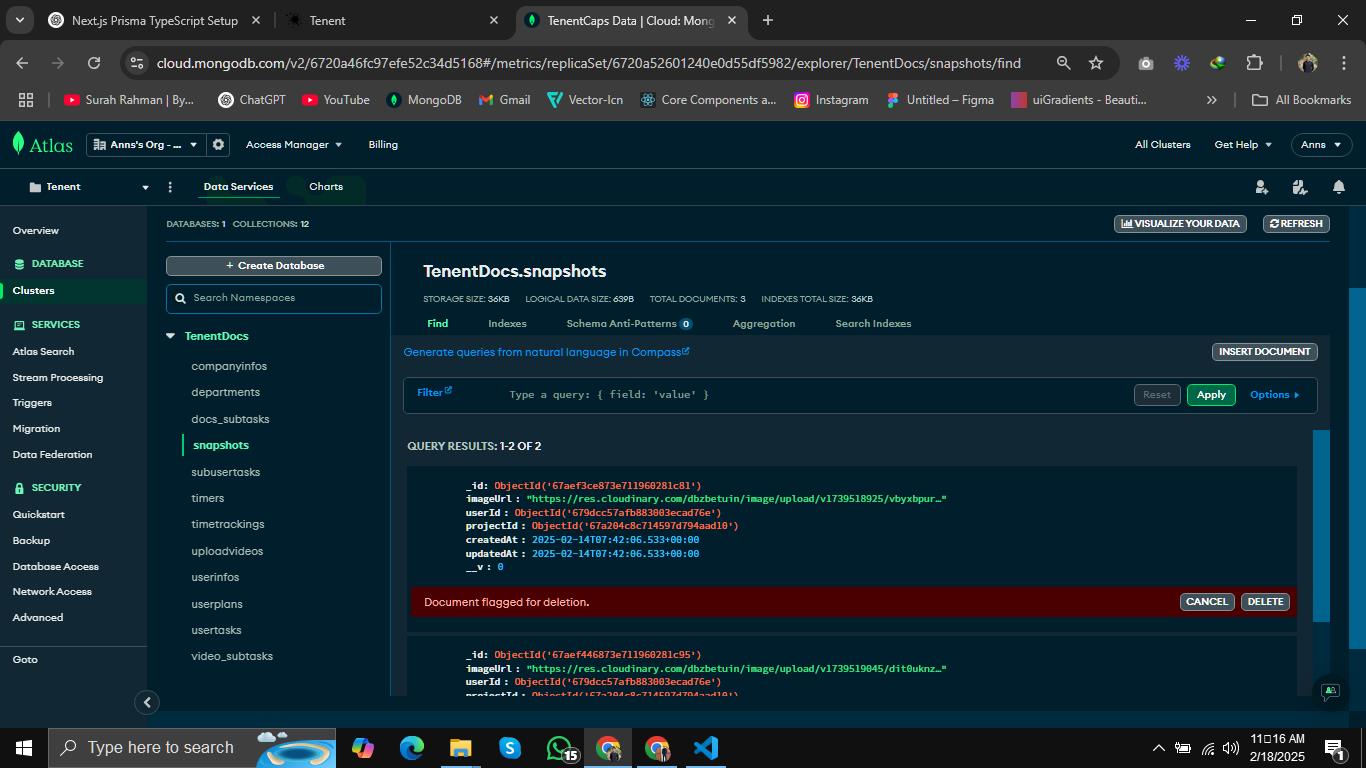 Next.js Prisma TypeScript Setup
Tenent
TenentCaps Data | Cloud: Mong
cloud.mongodb.com/v2/6720a46fc97efe52c34d5168#/metrics/replicaSet/6720a52601240e0d55df5982/explorer/TenentDocs/snapshots/find
Surah Rahman | By...
ChatGPT
YouTube
MongoDB
Gmail
Vector-Icn
Core Components a...
Instagram
Untitled – Figma
uiGradients - Beauti...
All Bookmarks
Atlas
Anns's Org - ...
Access Manager
Billing
All Clusters
Get Help
Anns
Tenent
Data Services
Charts
Overview
DATABASE
Clusters
SERVICES
Atlas Search
Stream Processing
Triggers
Migration
Data Federation
SECURITY
Quickstart
Backup
Database Access
Network Access
Advanced
Goto
DATABASES: 1 COLLECTIONS: 12
VISUALIZE YOUR DATA
REFRESH
+ Create Database
Search Namespaces
TenentDocs
companyinfos
departments
docs_subtasks
snapshots
subusertasks
timers
timetrackings
uploadvideos
userinfos
userplans
usertasks
video_subtasks
TenentDocs.snapshots
STORAGE SIZE: 36KB LOGICAL DATA SIZE: 639B TOTAL DOCUMENTS: 3 INDEXES TOTAL SIZE: 36KB
Find
Indexes
Schema Anti-Patterns 0
Aggregation
Search Indexes
Generate queries from natural language in Compass
INSERT DOCUMENT
Filter
Type a query: { field: 'value' }
Reset
Apply
Options
QUERY RESULTS: 1-2 OF 2
_id: ObjectId('67aef3ce873e711960281c81')
imageUrl : "https://res.cloudinary.com/dbzbetuin/image/upload/v1739518925/vbyxbpur…"
userId : ObjectId('679dcc57afb883003ecad76e')
projectId : ObjectId('67a204c8c714597d794aad10')
createdAt : 2025-02-14T07:42:06.533+00:00
updatedAt : 2025-02-14T07:42:06.533+00:00
__v : 0
Document flagged for deletion.
CANCEL
DELETE
_id: ObjectId('67aef446873e711960281c95')
imageUrl : "https://res.cloudinary.com/dbzbetuin/image/upload/v1739519045/dit0uknz…"
userId : ObjectId('679dcc57afb883003ecad76e')
projectId : ObjectId('67a204c8c714597d794aad10')
Type here to search
15
11□16 AM
2/18/2025
1